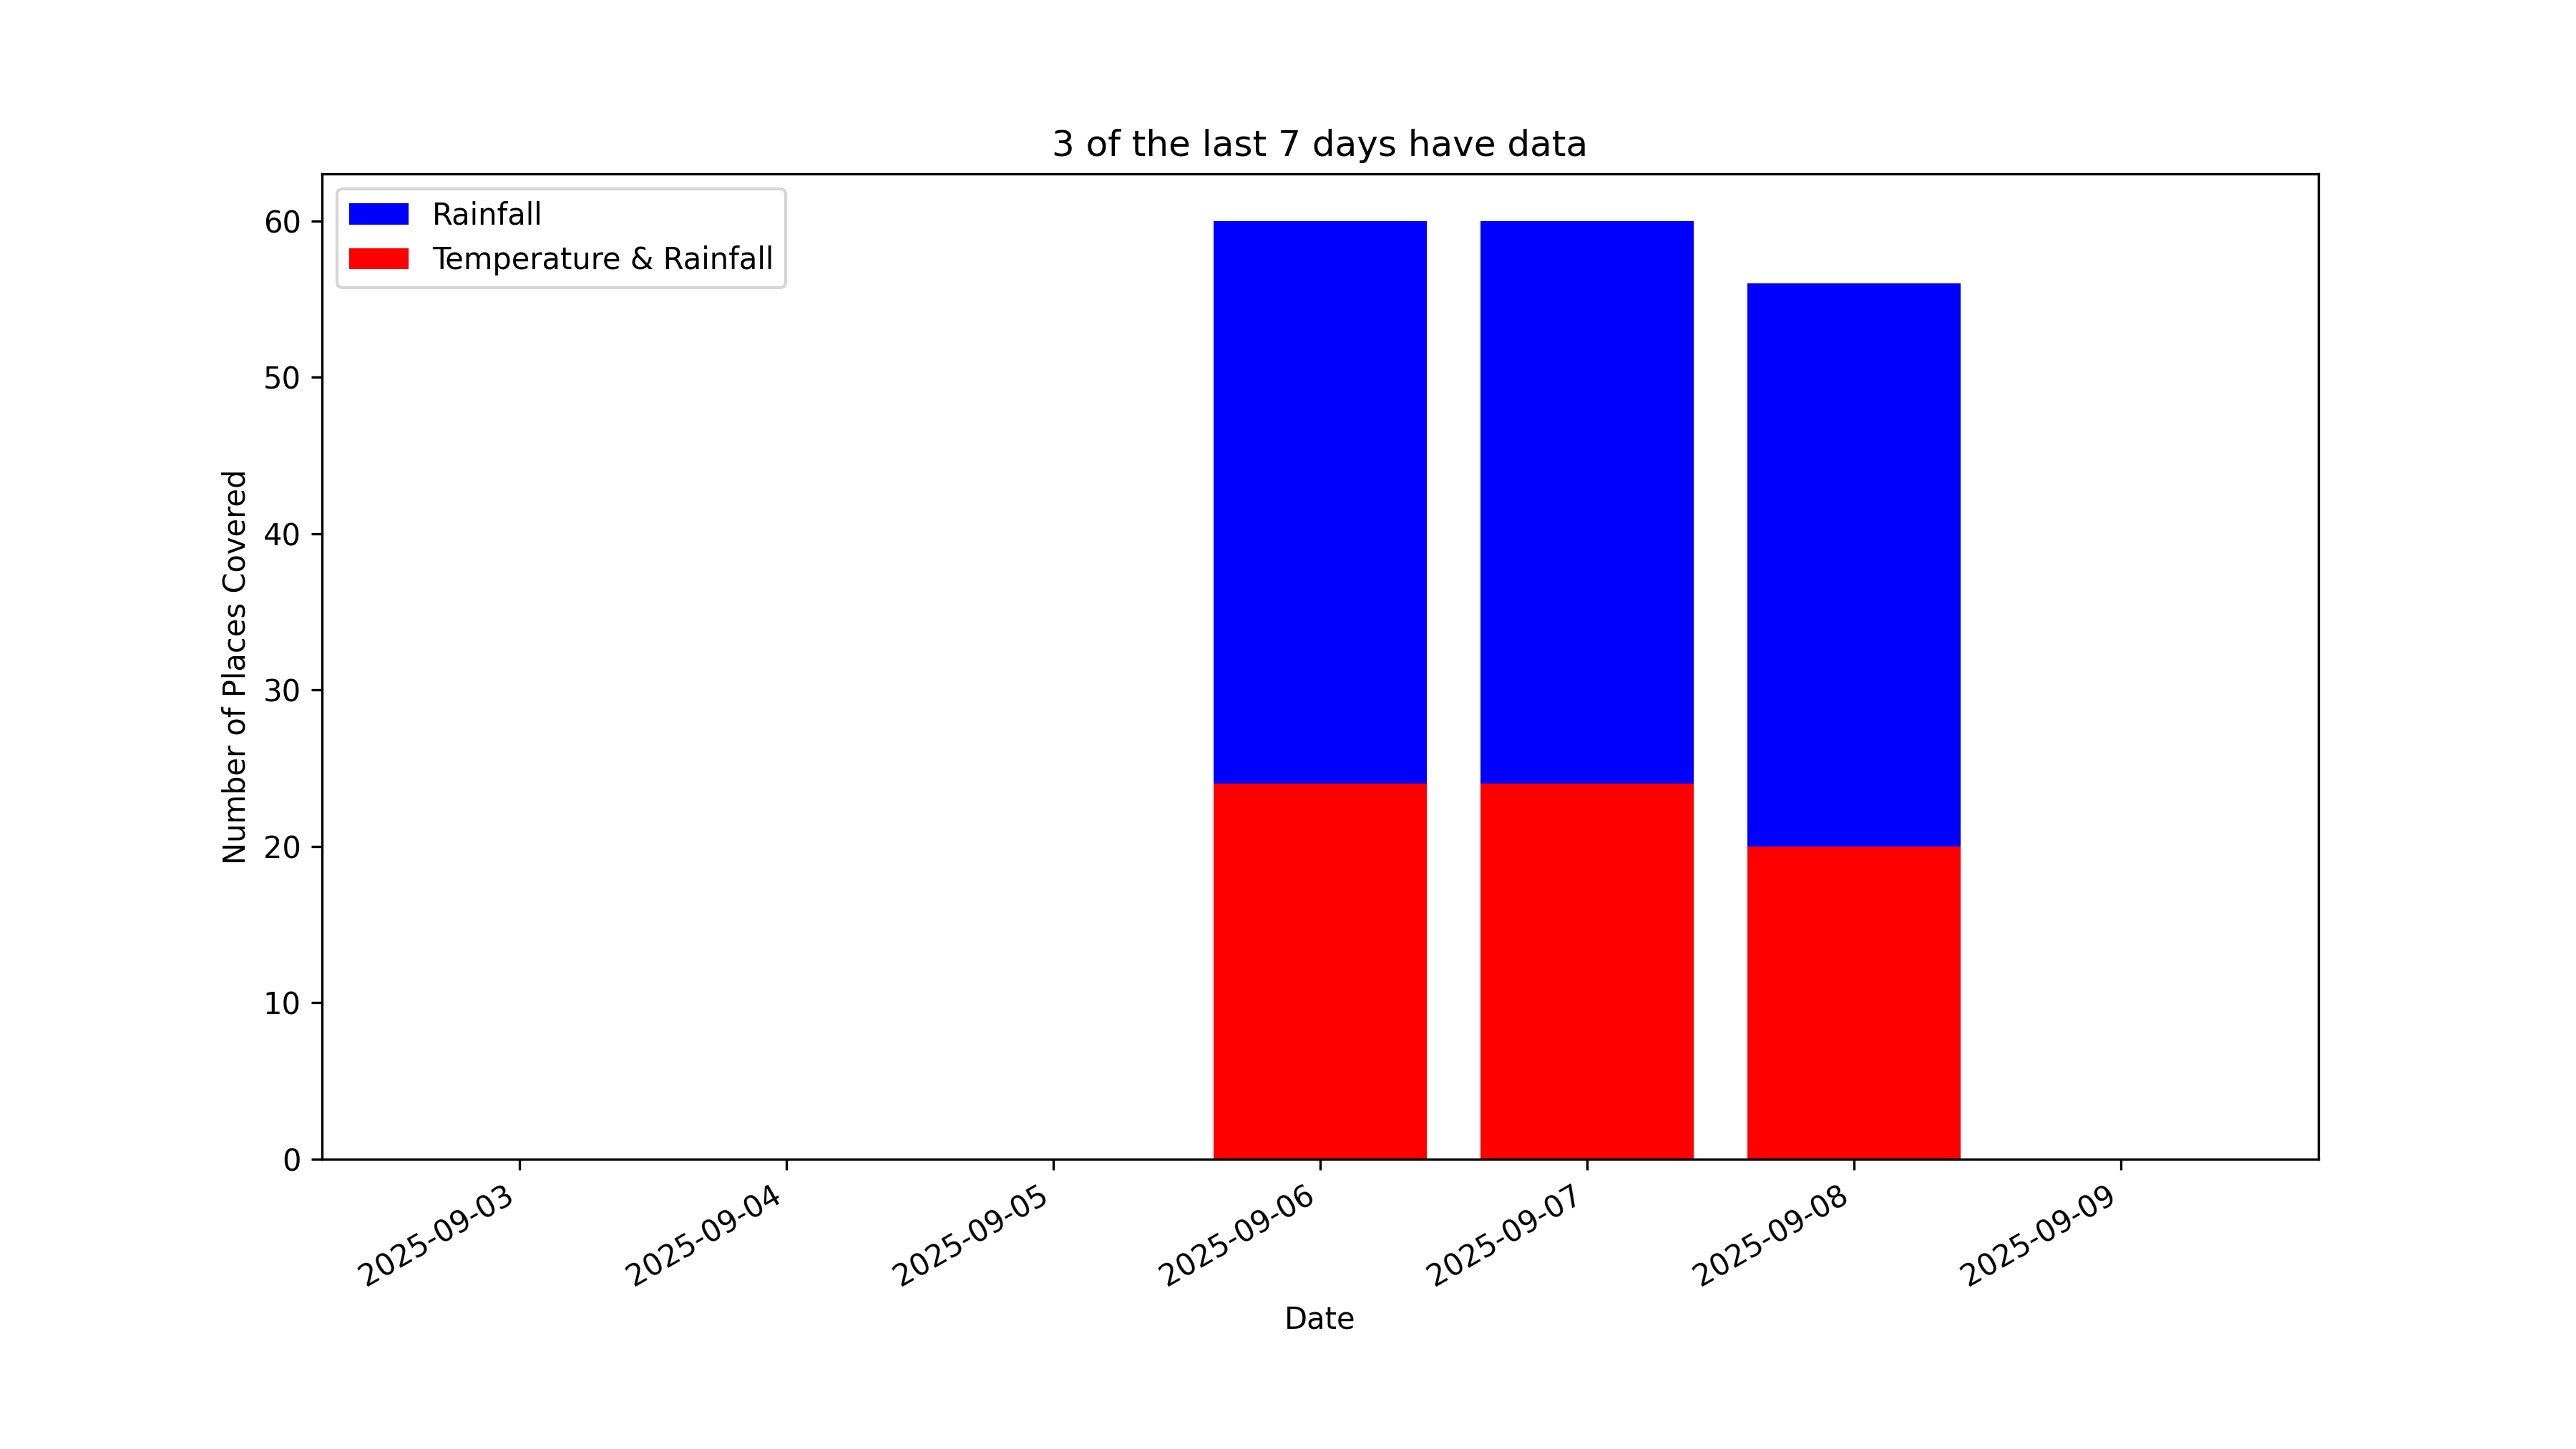 3 of the last 7 days have data
Rainfall
Temperature & Rainfall
Number of Places Covered
60
50
40
30
20
10
0
2025-09-03
2025-09-04
2025-09-05
2025-09-06
2025-09-07
2025-09-08
2025-09-09
Date